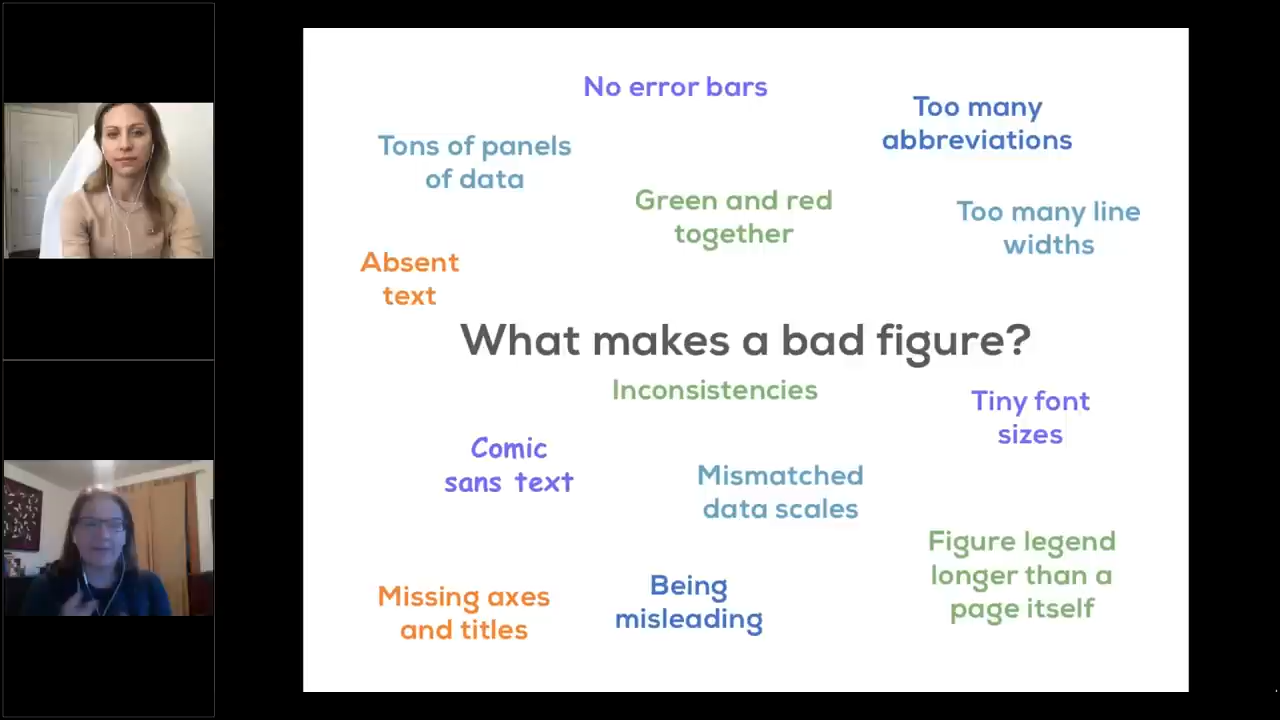 No error bars
Too many
abbreviations
Tons of panels
of data
Green and red
together
Too many line
widths
Absent
text
What makes a bad figure?
Inconsistencies
Tiny font
sizes
Comic
sans text
Mismatched
data scales
Figure legend
longer than a
page itself
Missing axes
and titles
Being
misleading